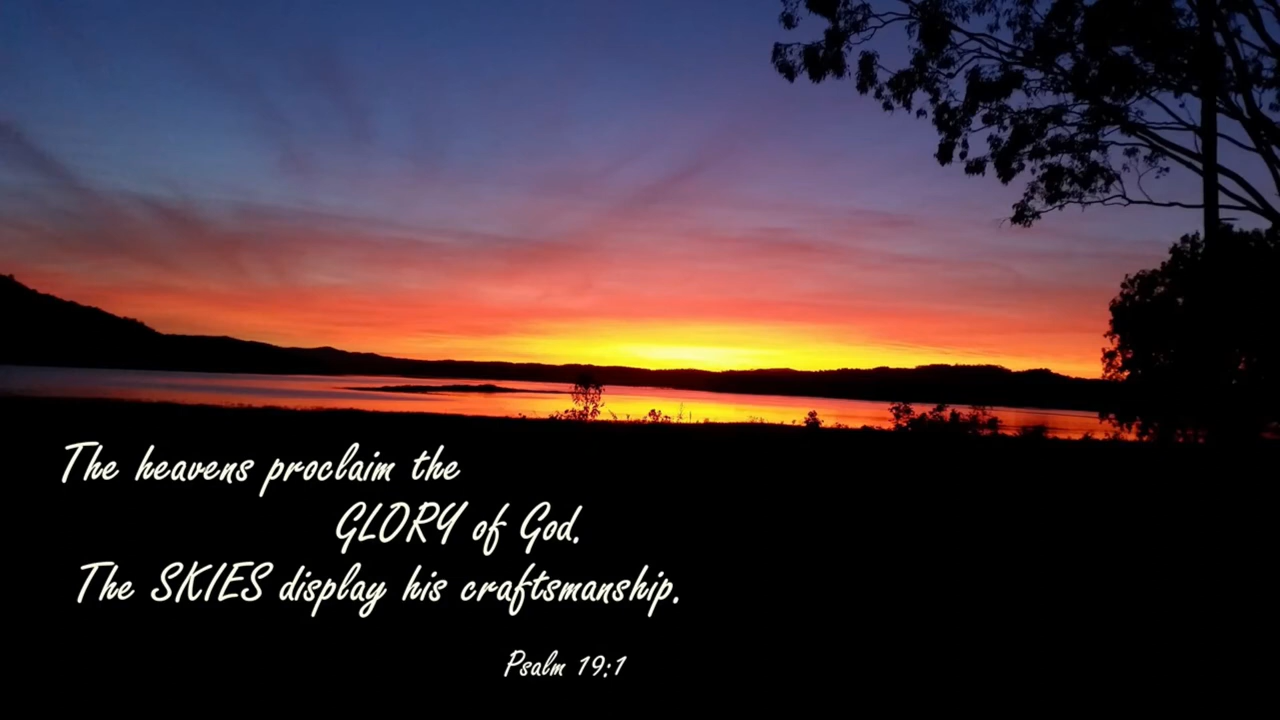 The heavens proclaim the
GLORY of God.
The SKIES display his craftsmanship.
Psalm 19:1